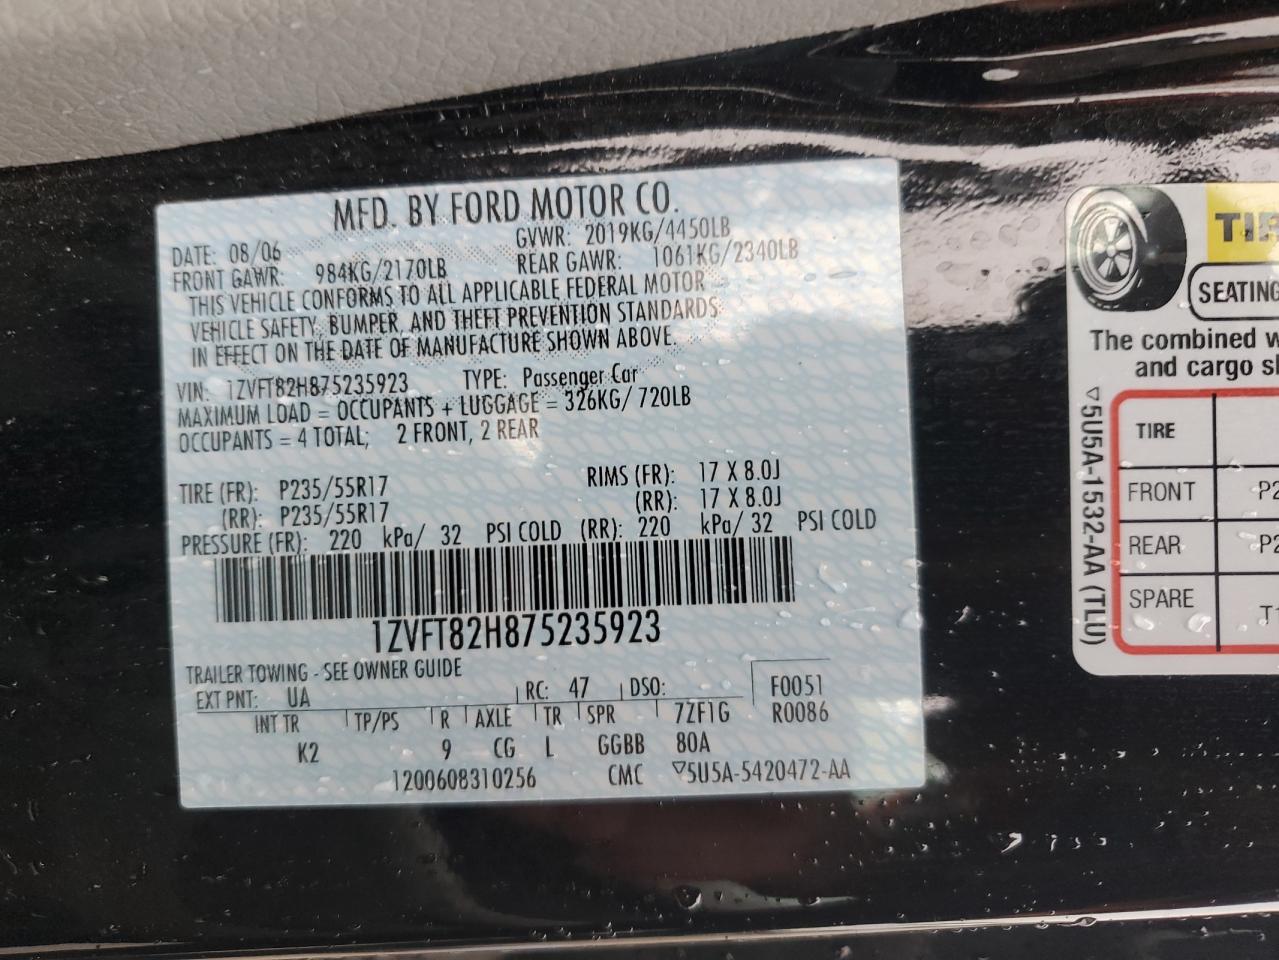 MFD. BY FORD MOTOR CO.
DATE: 08/06 GVWR: 2019KG/4450LB
FRONT GAWR: 984KG/2170LB REAR GAWR: 1061KG/2340LB
THIS VEHICLE CONFORMS TO ALL APPLICABLE FEDERAL MOTOR
VEHICLE SAFETY, BUMPER, AND THEFT PREVENTION STANDARDS
IN EFFECT ON THE DATE OF MANUFACTURE SHOWN ABOVE.
VIN: 1ZVFT82H875235923 TYPE: Passenger Car
MAXIMUM LOAD = OCCUPANTS + LUGGAGE = 326KG/ 720LB
OCCUPANTS = 4 TOTAL; 2 FRONT, 2 REAR
TIRE (FR): P235/55R17 RIMS (FR): 17 X 8.0J
(RR): P235/55R17 (RR): 17 X 8.0J
PRESSURE (FR): 220 kPa/ 32 PSI COLD (RR): 220 kPa/ 32 PSI COLD
1ZVFT82H875235923
TRAILER TOWING - SEE OWNER GUIDE
EXT PNT: UA RC: 47 DSO: F0051
INT TR TP/PS R AXLE TR SPR 7ZF1G R0086
K2 9 CG L GGBB 80A
1200608310256 CMC ▽5U5A-5420472-AA
TIR
SEATING
The combined w
and cargo s
▽5U5A-1532-AA (TLU)
TIRE
FRONT P2
REAR P2
SPARE T